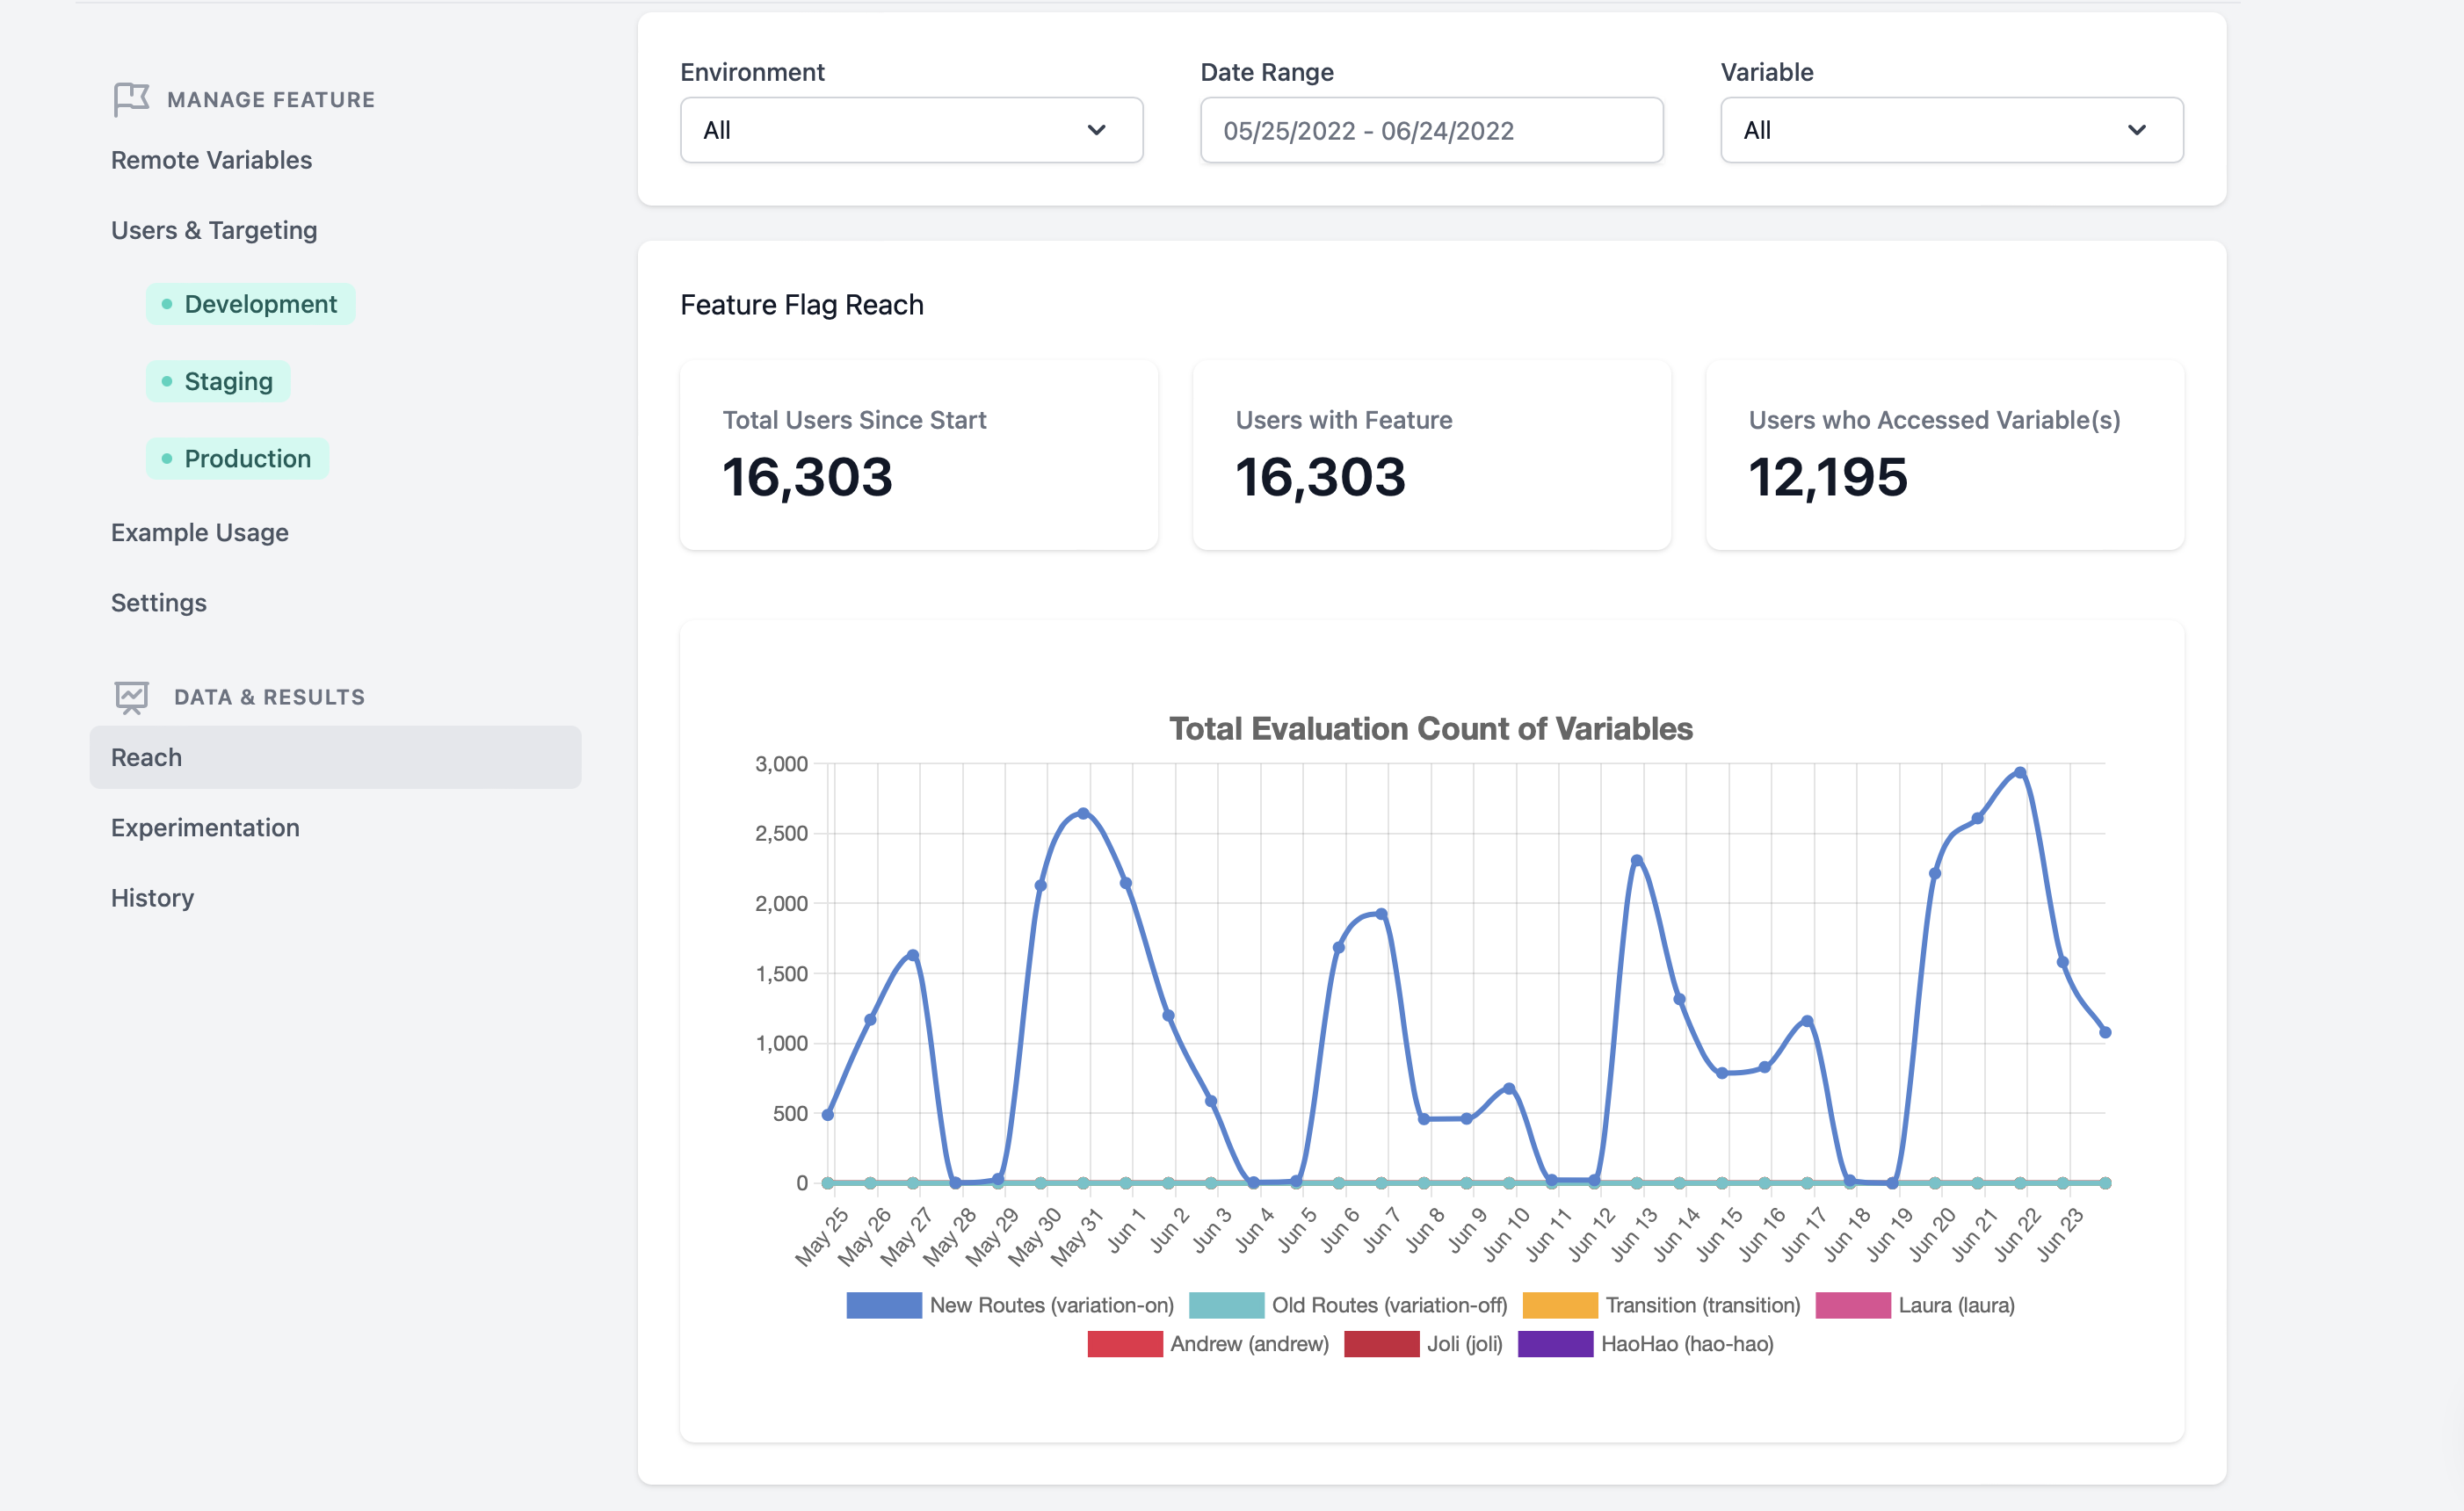 MANAGE FEATURE
Remote Variables
Users & Targeting
Development
Staging
Production
Example Usage
Settings
DATA & RESULTS
Reach
Experimentation
History
Environment
All
Date Range
05/25/2022 - 06/24/2022
Variable
All
Feature Flag Reach
Total Users Since Start
16,303
Users with Feature
16,303
Users who Accessed Variable(s)
12,195
Total Evaluation Count of Variables
3,000
2,500
2,000
1,500
1,000
500
0
May 25
May 26
May 27
May 28
May 29
May 30
May 31
Jun 1
Jun 2
Jun 3
Jun 4
Jun 5
Jun 6
Jun 7
Jun 8
Jun 9
Jun 10
Jun 11
Jun 12
Jun 13
Jun 14
Jun 15
Jun 16
Jun 17
Jun 18
Jun 19
Jun 20
Jun 21
Jun 22
Jun 23
New Routes (variation-on) Old Routes (variation-off) Transition (transition) Laura (laura)
Andrew (andrew) Joli (joli) HaoHao (hao-hao)